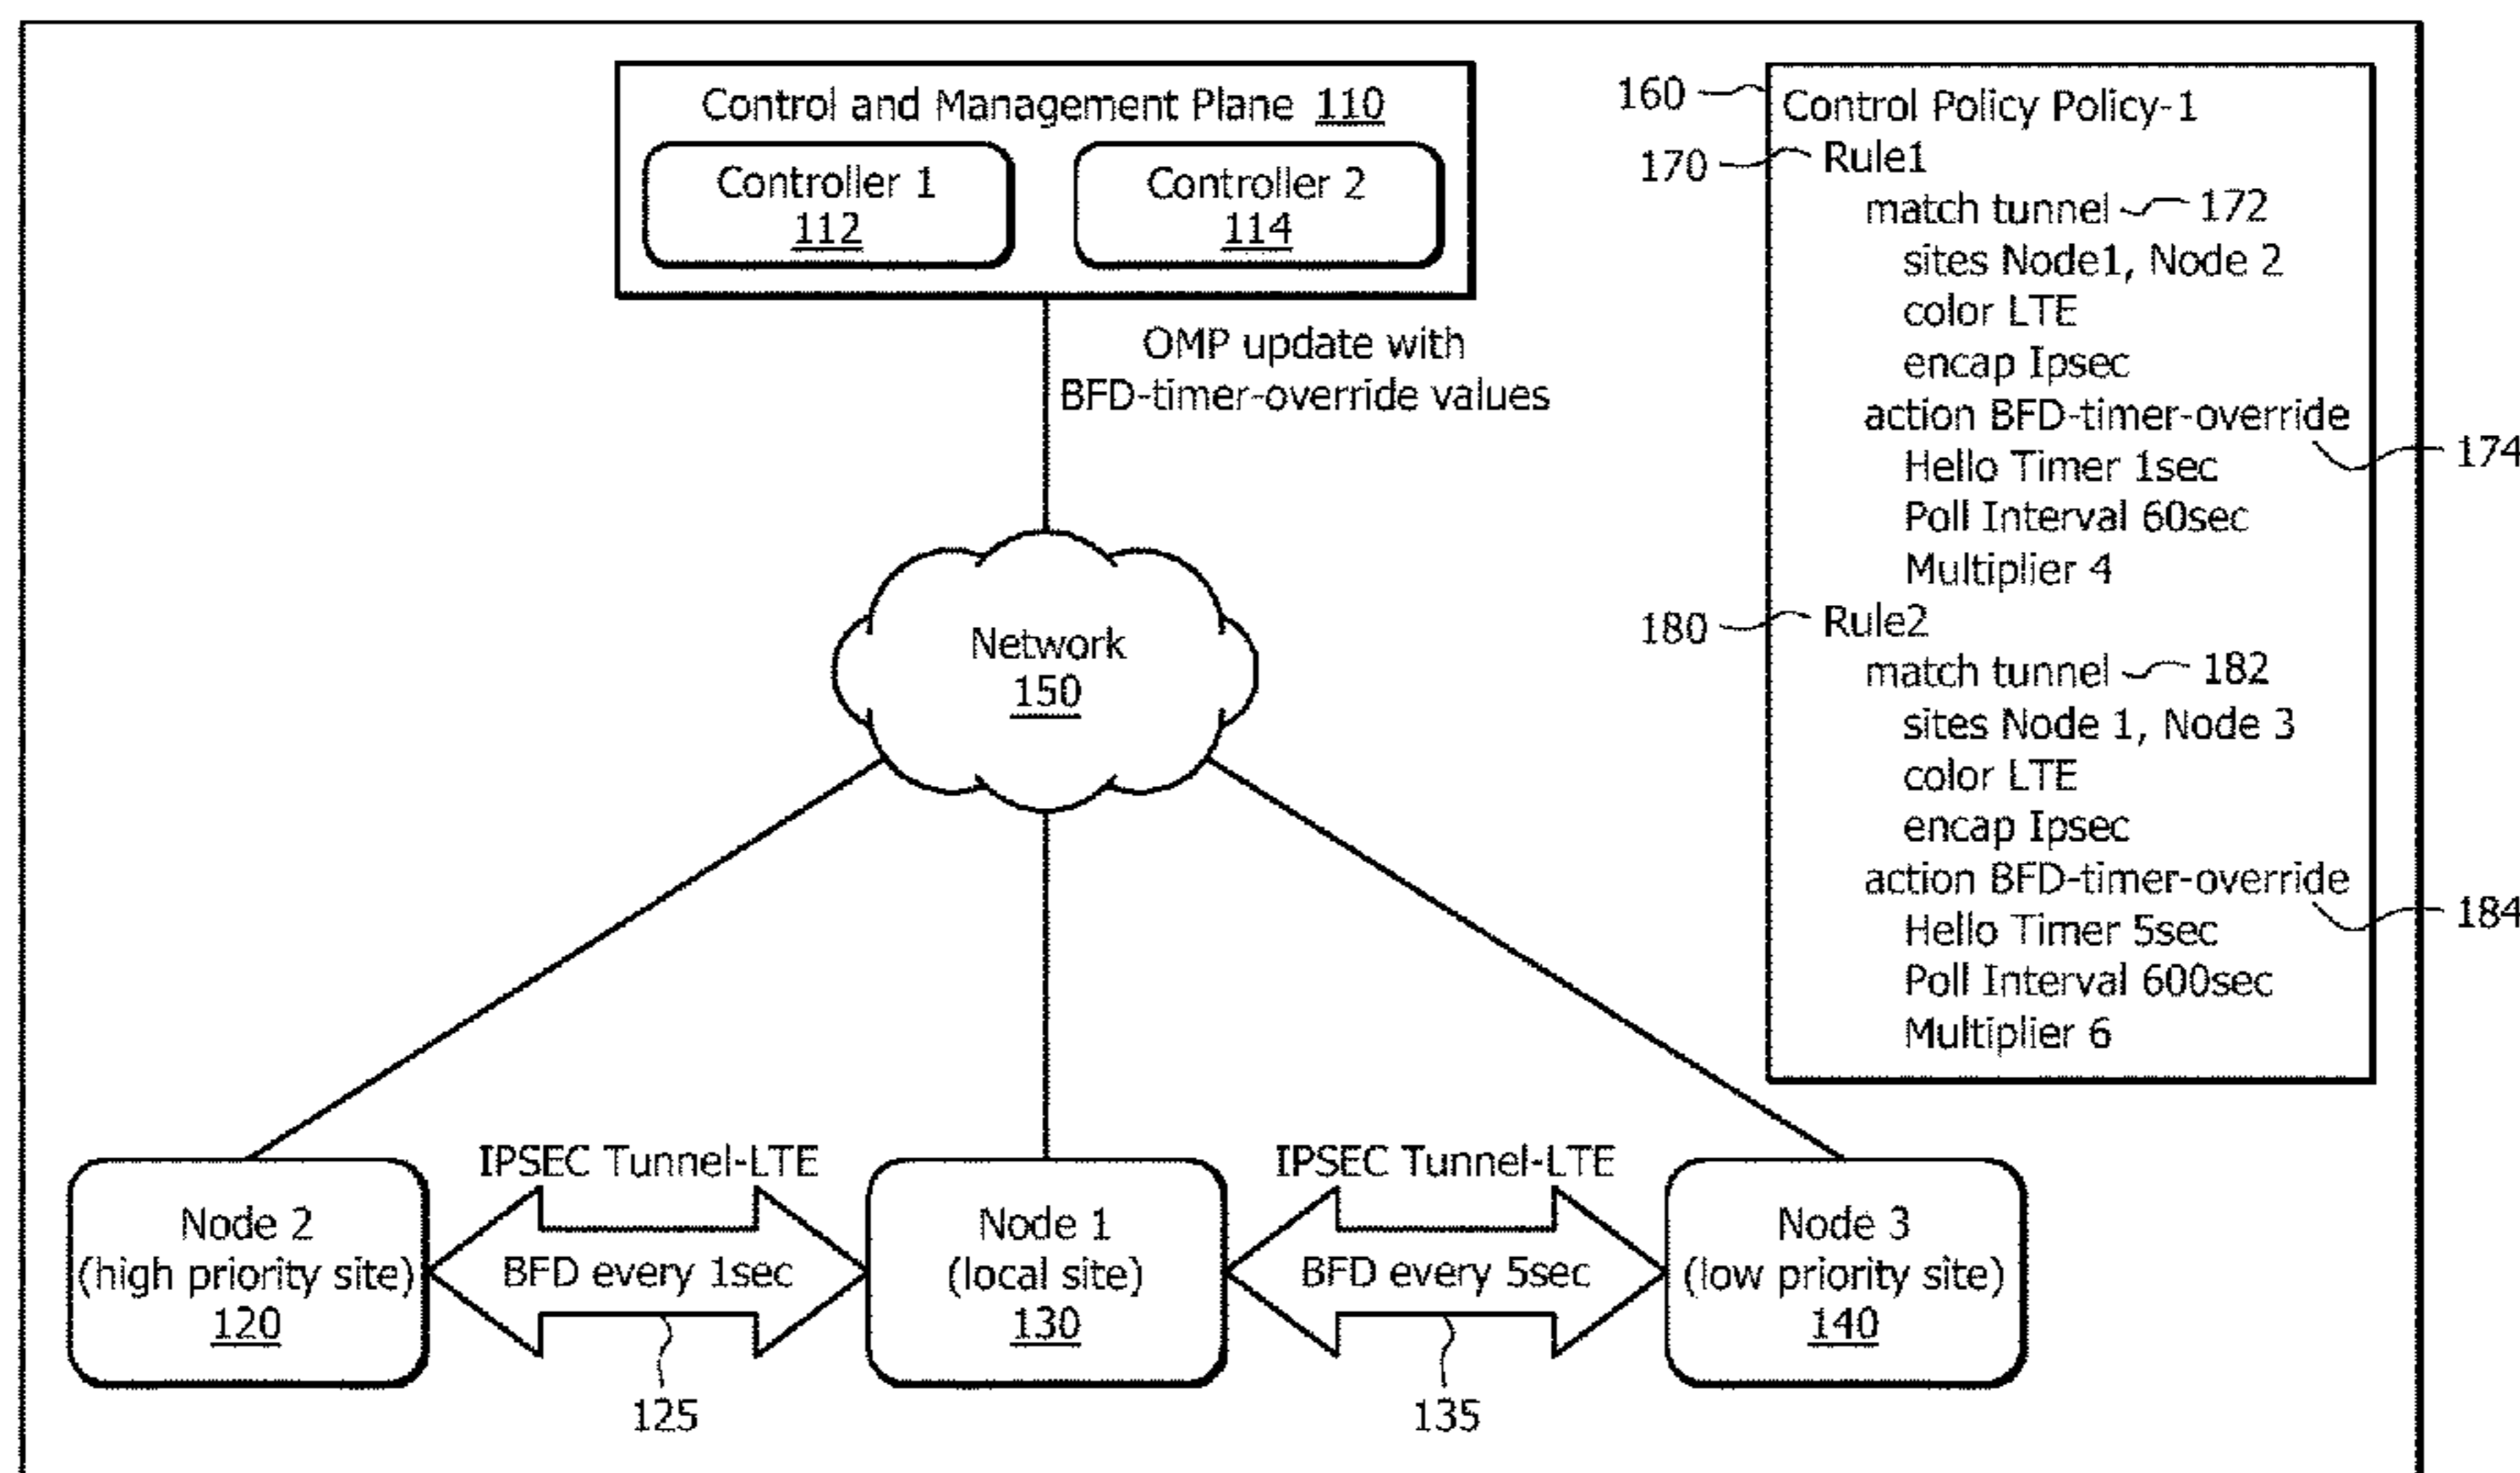 Control and Management Plane 110
Controller 1
112
Controller 2
114
OMP update with
BFD-timer-override values
Network
150
160
Control Policy Policy-1
170
Rule1
match tunnel 172
sites Node1, Node 2
color LTE
encap Ipsec
action BFD-timer-override
174
Hello Timer 1sec
Poll Interval 60sec
Multiplier 4
180
Rule2
match tunnel 182
sites Node 1, Node 3
color LTE
encap Ipsec
action BFD-timer-override
184
Hello Timer 5sec
Poll Interval 600sec
Multiplier 6
Node 2
(high priority site)
120
IPSEC Tunnel-LTE
BFD every 1sec
125
Node 1
(local site)
130
IPSEC Tunnel-LTE
BFD every 5sec
135
Node 3
(low priority site)
140